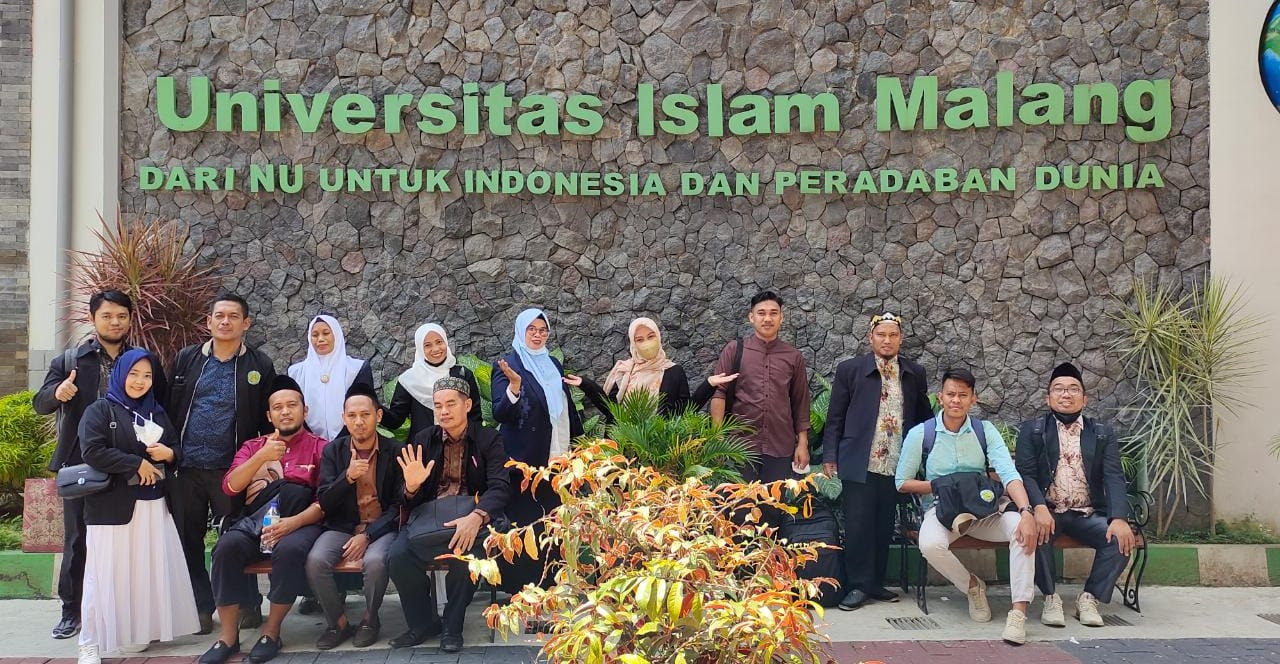 Universitas Islam Malang
DARI NU UNTUK INDONESIA DAN PERADABAN DUNIA